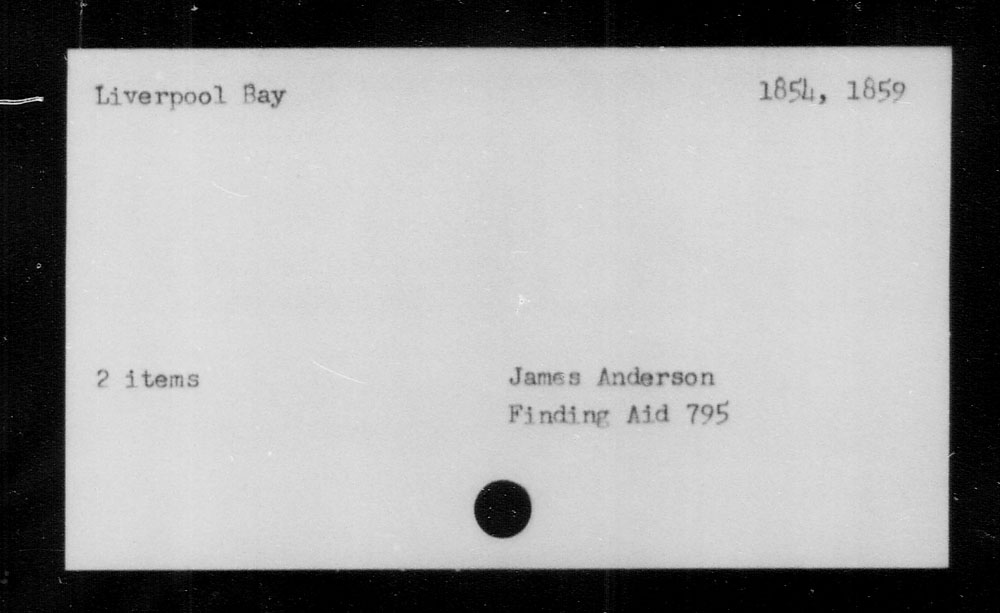 Liverpool Bay 1854, 1859
2 items James Anderson
Finding Aid 795